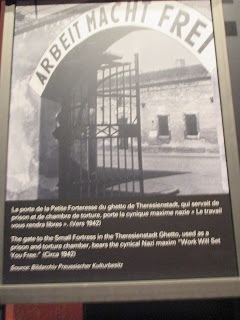 ARBEIT MACHT FREI
La porte de la Petite Forteresse du ghetto de Theresienstadt, qui servait de
prison et de chambre de torture, porte la cynique maxime nazie « Le travail
vous rendra libres ». (Vers 1942)
The gate to the Small Fortress in the Theresienstadt Ghetto, used as a
prison and torture chamber, bears the cynical Nazi maxim "Work Will Set
You Free." (Circa 1942)
Source: Bildarchiv Preussischer Kulturbesitz